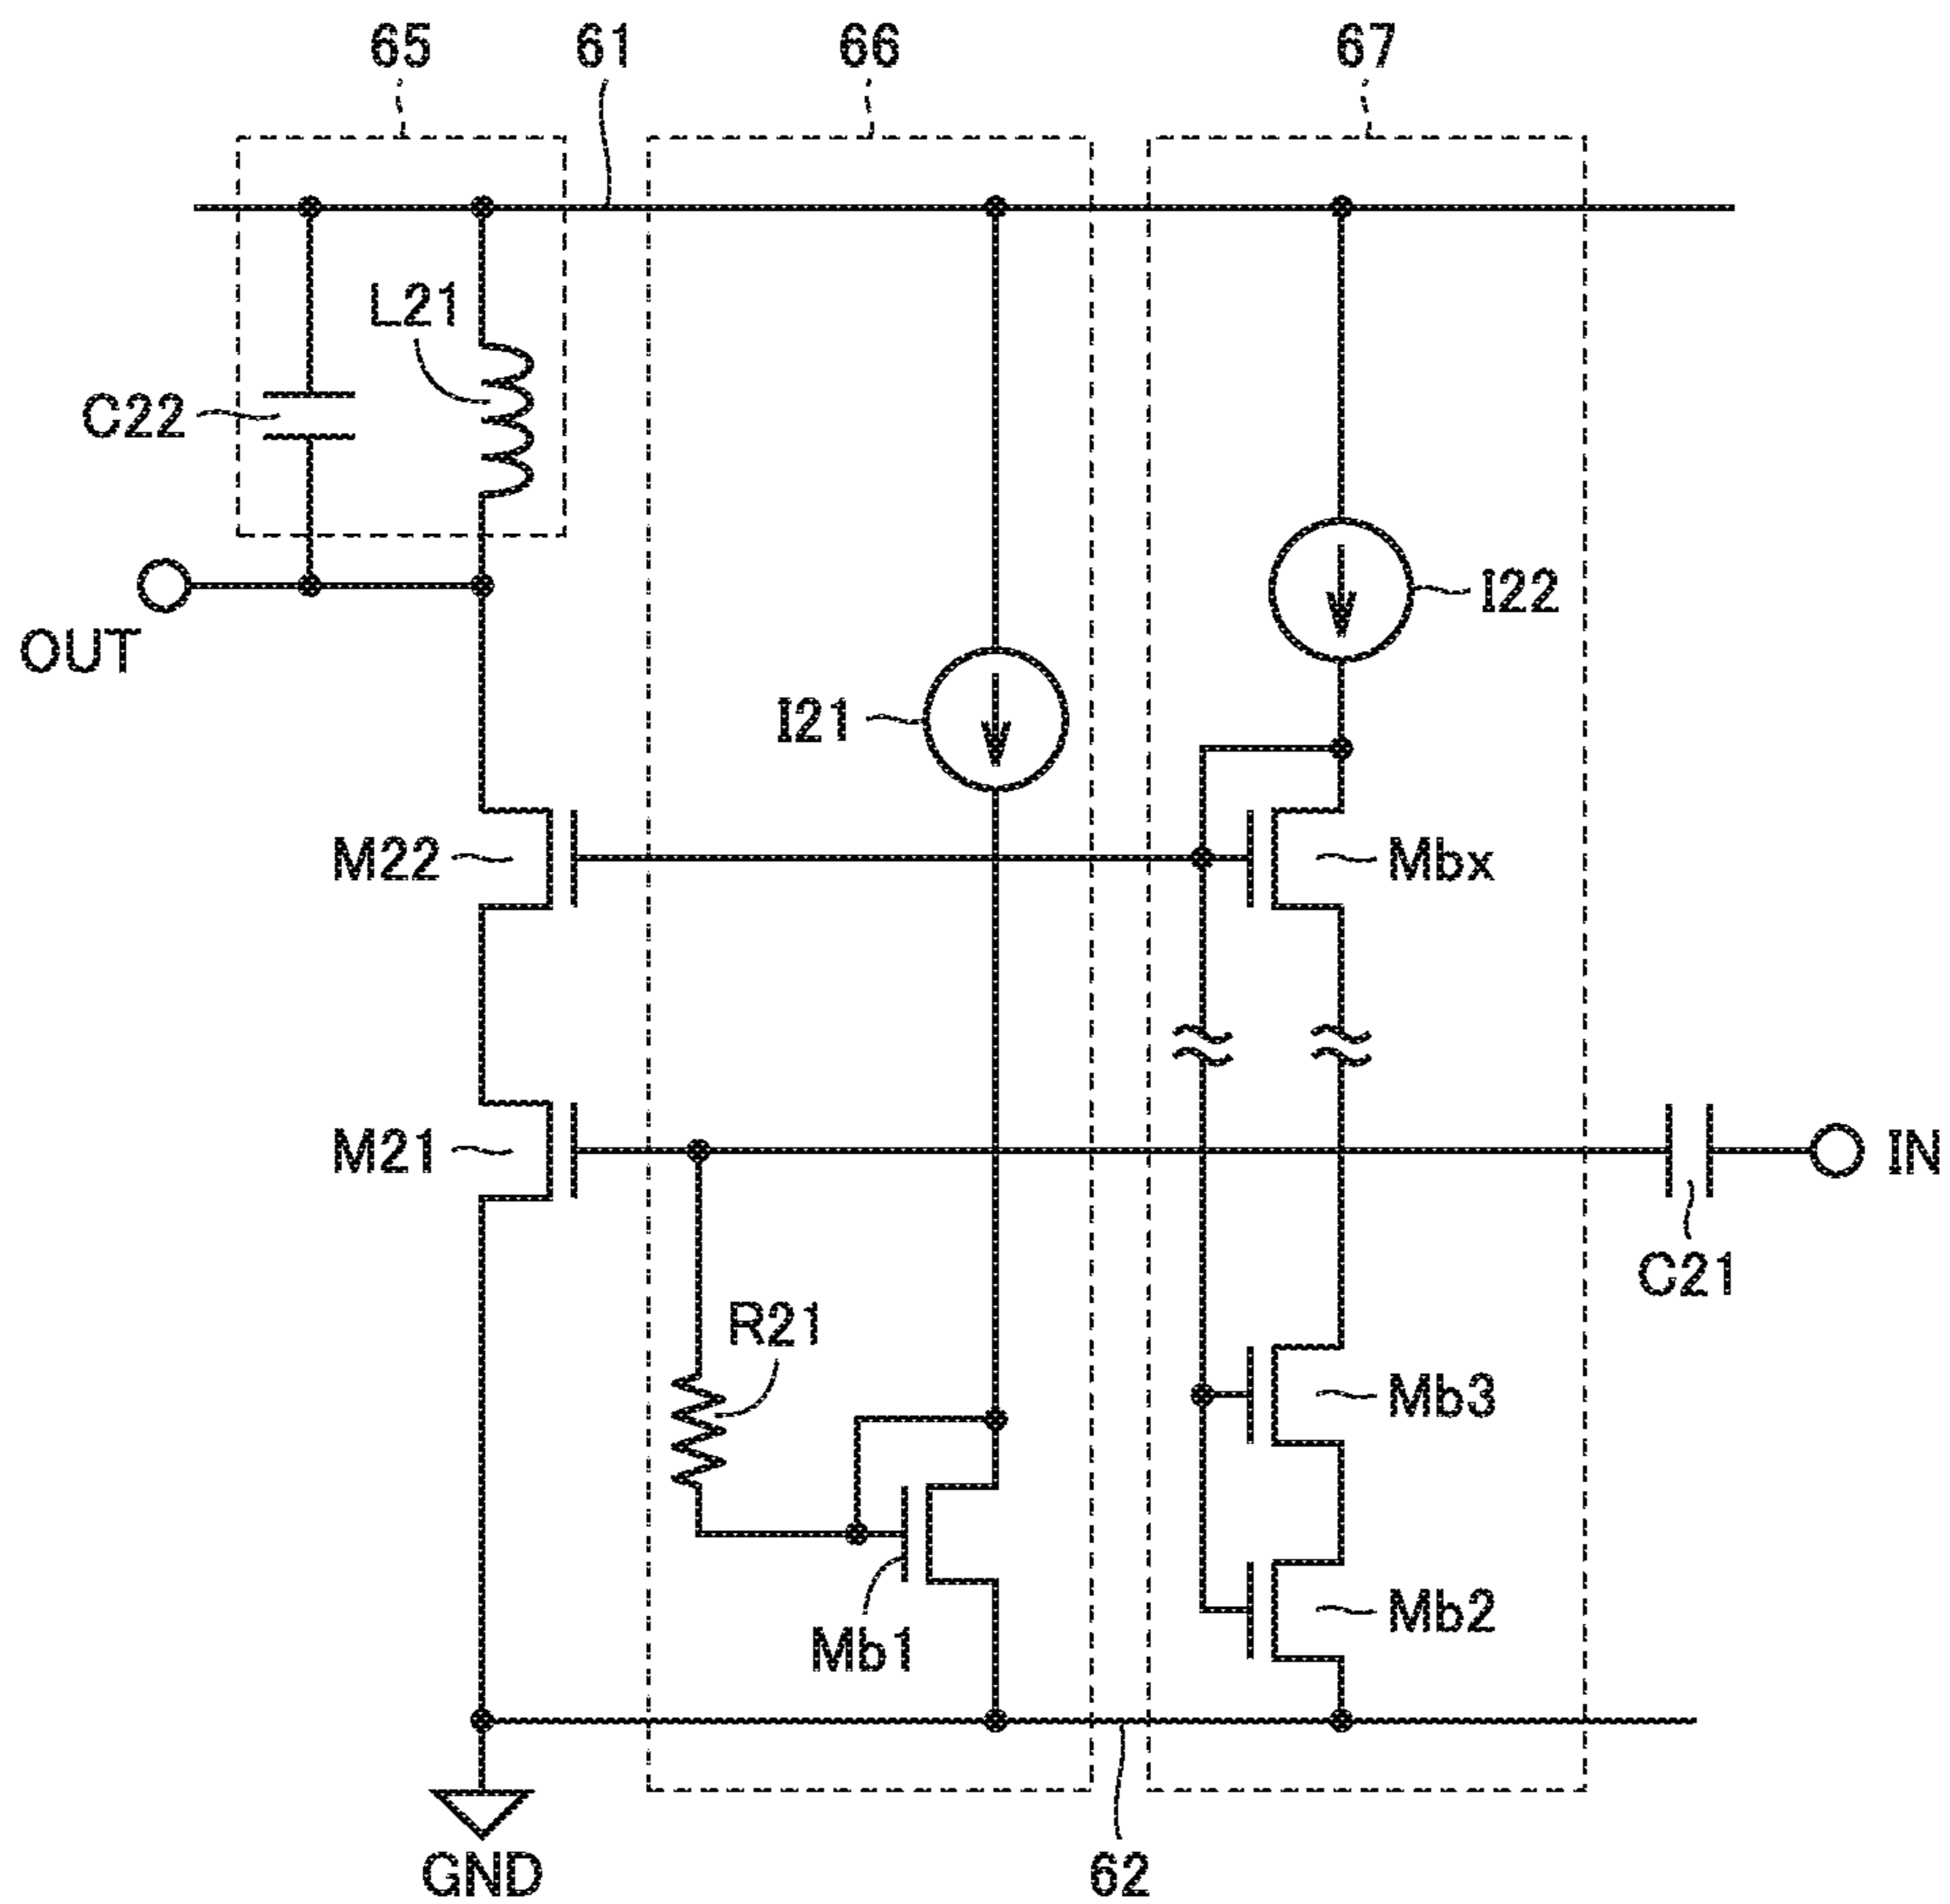 65
61
66
67
L21
C22
I22
OUT
I21
M22
Mbx
M21
IN
C21
R21
Mb3
Mb2
Mb1
GND
62